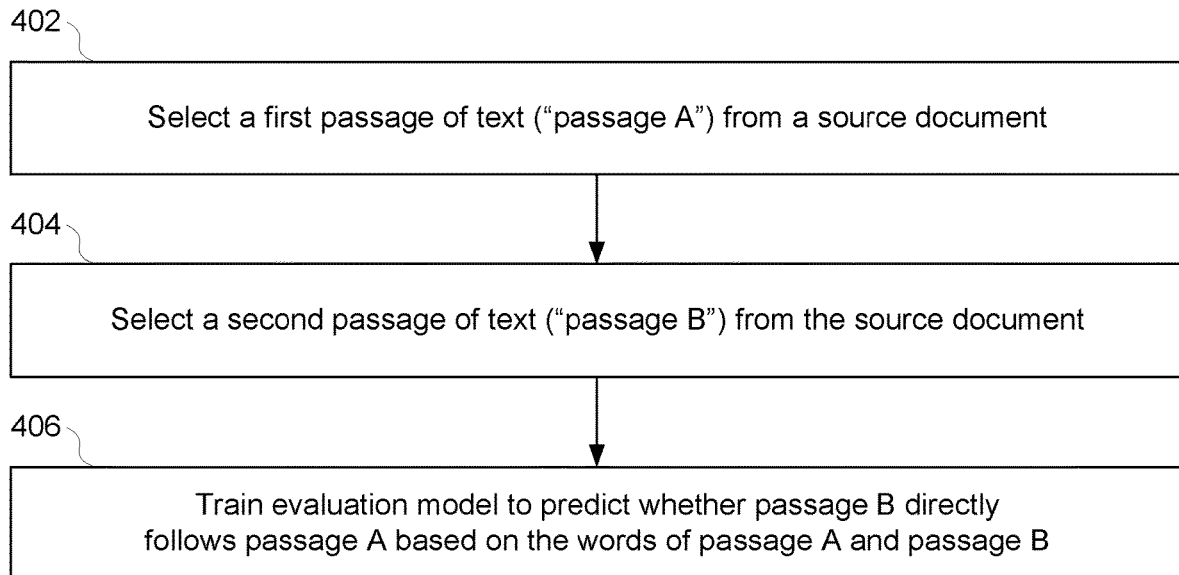 402
Select a first passage of text (“passage A”) from a source document
404
Select a second passage of text (“passage B”) from the source document
406
Train evaluation model to predict whether passage B directly
follows passage A based on the words of passage A and passage B